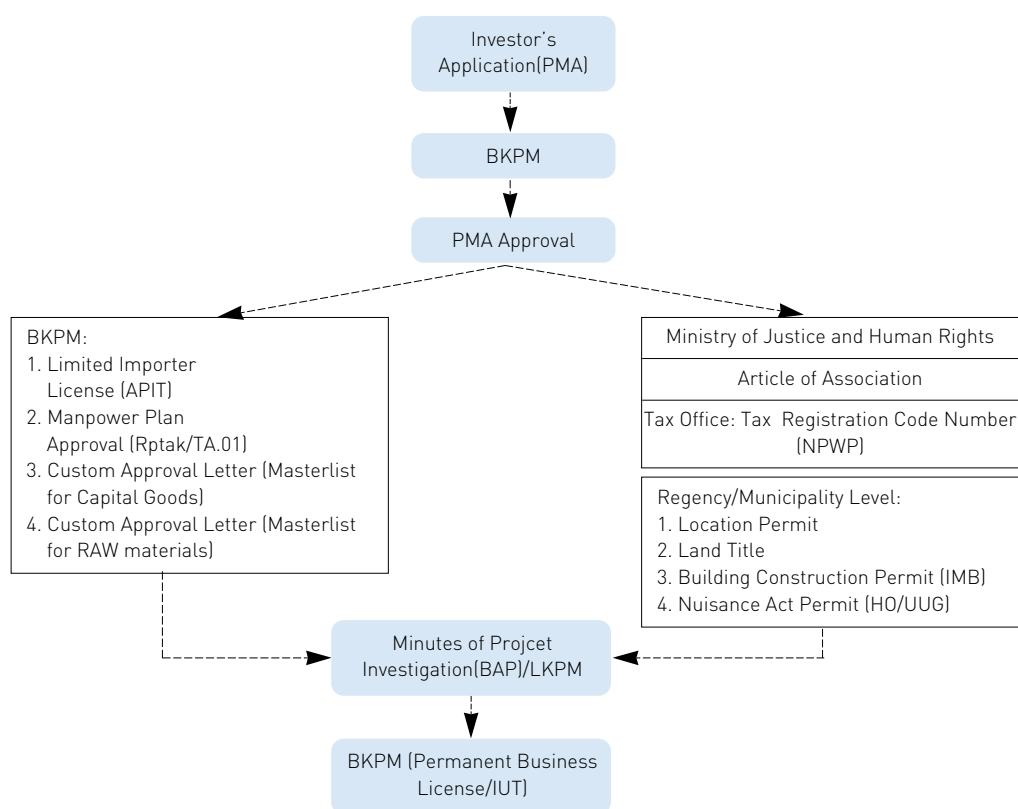 Investor's
Application(PMA)
BKPM
PMA Approval
BKPM:
1. Limited Importer
License (APIT)
2. Manpower Plan
Approval (Rptak/TA.01)
3. Custom Approval Letter (Masterlist
for Capital Goods)
4. Custom Approval Letter (Masterlist
for RAW materials)
Ministry of Justice and Human Rights
Article of Association
Tax Office: Tax Registration Code Number
(NPWP)
Regency/Municipality Level:
1. Location Permit
2. Land Title
3. Building Construction Permit (IMB)
4. Nuisance Act Permit (HO/UUG)
Minutes of Projcet
Investigation(BAP)/LKPM
BKPM (Permanent Business
License/IUT)